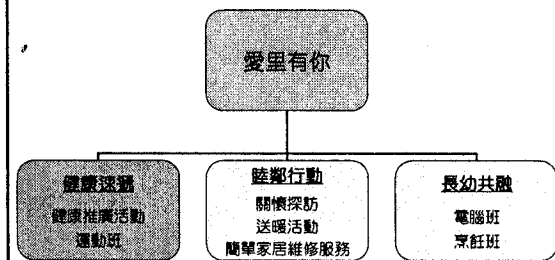 愛里有你
健康速遞
健康推廣活動
運動班
睦鄰行動
關懷探訪
送暖活動
簡單家居維修服務
長幼共融
電腦班
烹飪班